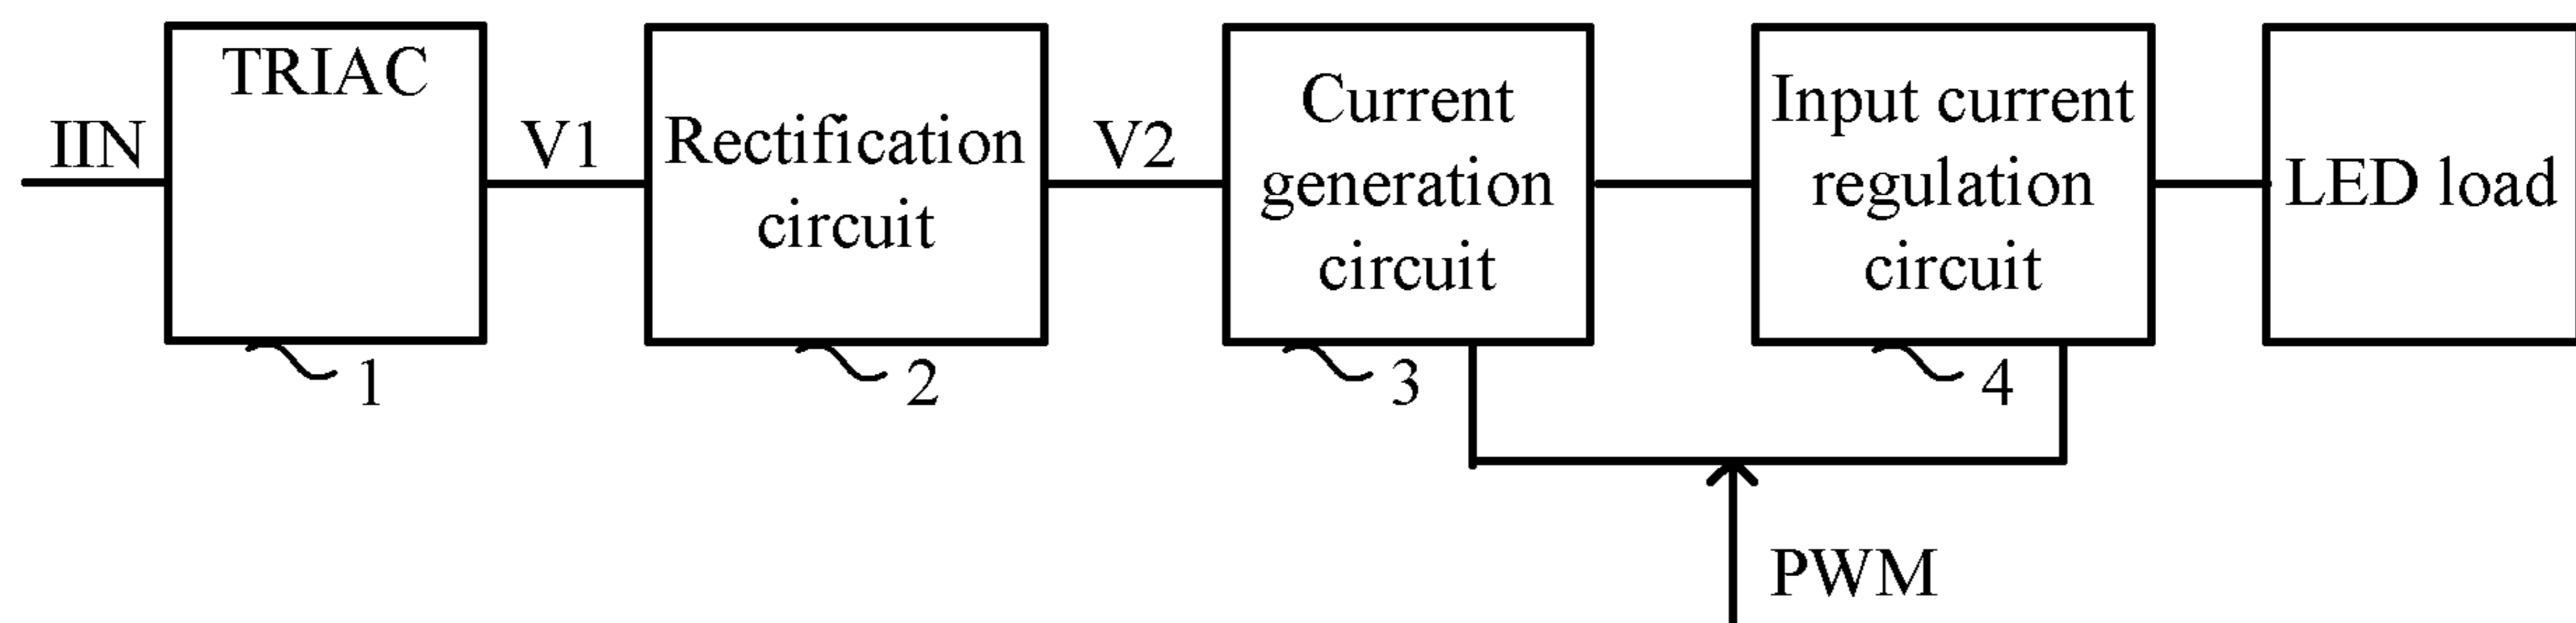 IIN
TRIAC
V1
Rectification
circuit
V2
Current
generation
circuit
Input current
regulation
circuit
LED load
1
2
3
4
PWM